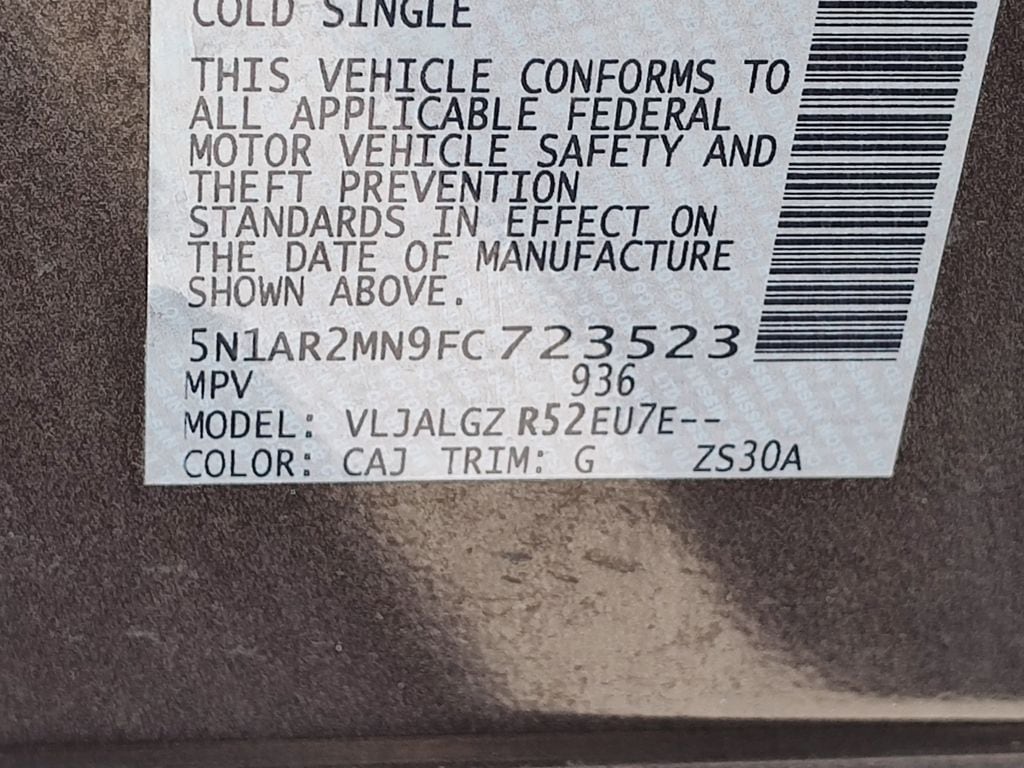 COLD SINGLE
THIS VEHICLE CONFORMS TO
ALL APPLICABLE FEDERAL
MOTOR VEHICLE SAFETY AND
THEFT PREVENTION
STANDARDS IN EFFECT ON
THE DATE OF MANUFACTURE
SHOWN ABOVE.
5N1AR2MN9FC723523
MPV 936
MODEL: VLJALGZ R52EU7E--
COLOR: CAJ TRIM: G ZS30A